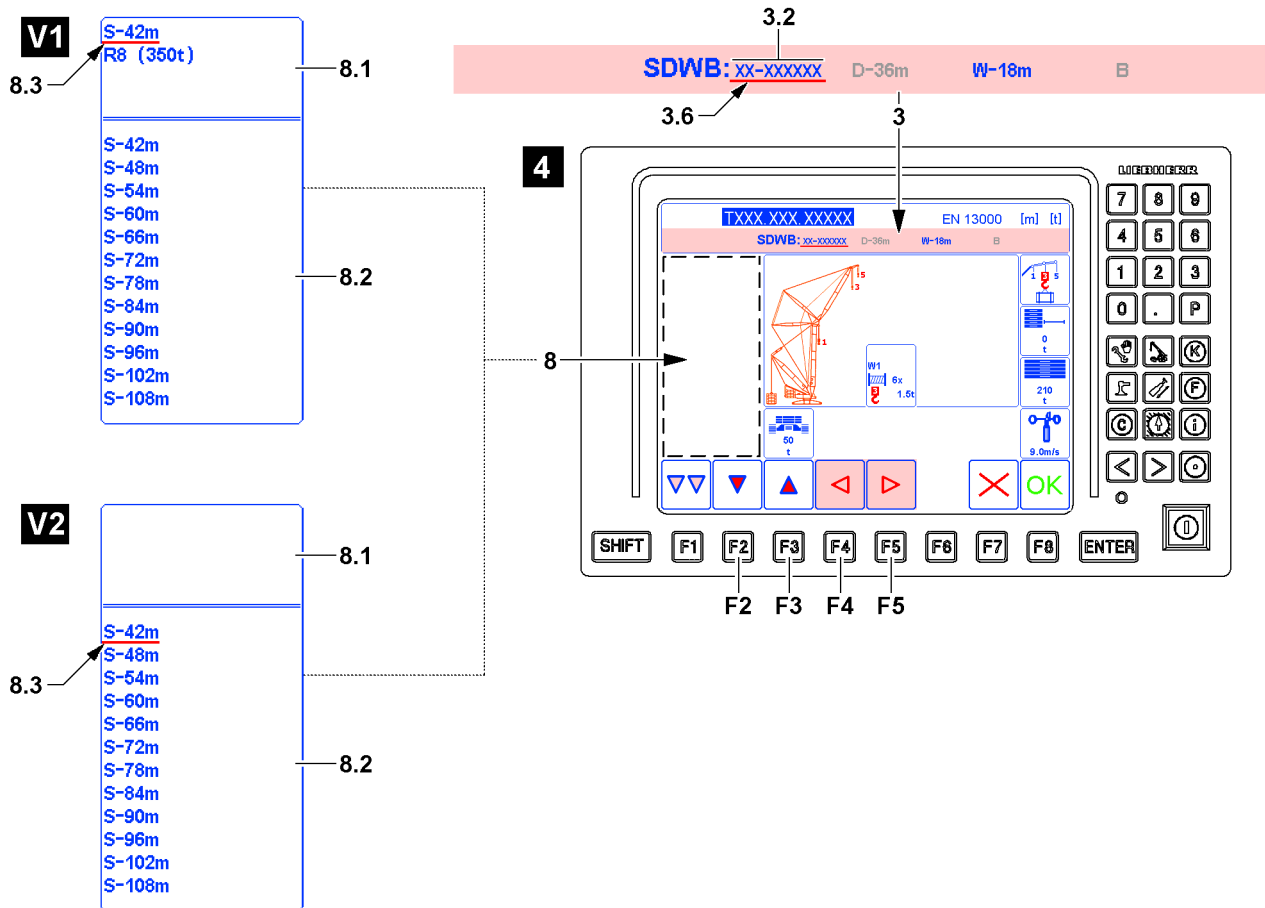 V1
S-42m
R8 (350t)
8.3
8.1
S-42m
S-48m
S-54m
S-60m
S-66m
S-72m
S-78m
S-84m
S-90m
S-96m
S-102m
S-108m
8.2
V2
8.1
S-42m
8.3
S-48m
S-54m
S-60m
S-66m
S-72m
S-78m
S-84m
S-90m
S-96m
S-102m
S-108m
8.2
8
3.2
SDWB: XX-XXXXXX D-36m W-18m B
3.6
3
4
LIEBHERR
TXXX.XXX.XXXXX EN 13000 [m] [t]
SDWB: XX-XXXXXX D-36m W-18m B
5
3
1
W1
6x
3
1.5t
1 3 5
0
t
210
t
50
t
9.0m/s
OK
7 8 9
4 5 6
1 2 3
0 . P
K
F
C i
SHIFT F1 F2 F3 F4 F5 F6 F7 F8 ENTER
F2 F3 F4 F5